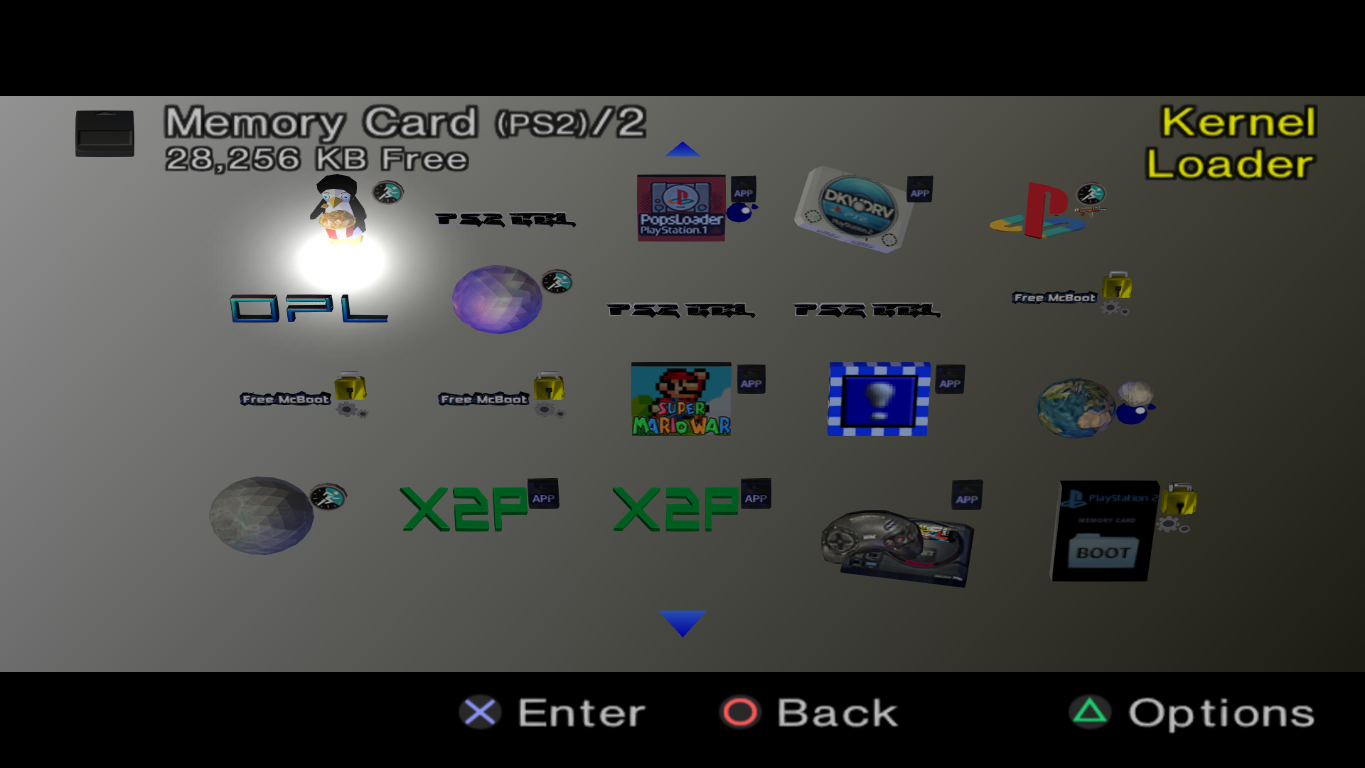 Memory Card (PS2)/2
28,256 KB Free
Kernel
Loader
PopsLoader
PlayStation.1
APP
DKWDRV
APP
OPL
Free McBoot
Free McBoot
Free McBoot
SUPER
MARIO WAR
APP
APP
X2P
APP
X2P
APP
APP
PlayStation 2
MEMORY CARD
BOOT
Enter
Back
Options